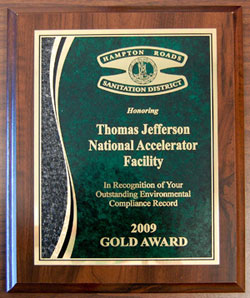 HAMPTON ROADS
SANITATION DISTRICT
Honoring
Thomas Jefferson
National Accelerator
Facility
In Recognition of Your
Outstanding Environmental
Compliance Record
2009
GOLD AWARD